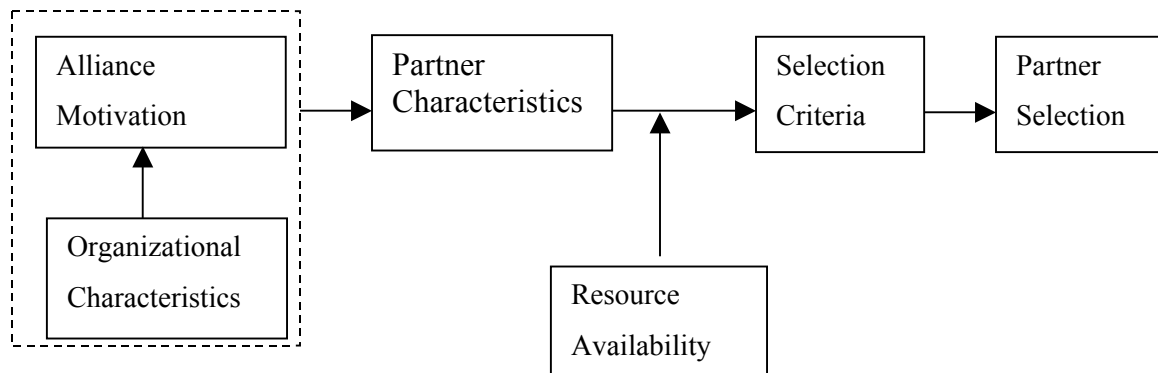 Alliance
Motivation
Organizational
Characteristics
Partner
Characteristics
Resource
Availability
Selection
Criteria
Partner
Selection